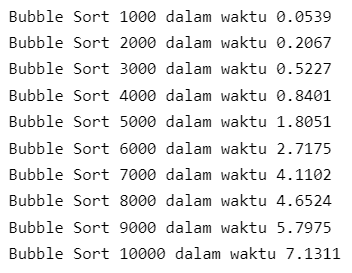 Bubble Sort 1000 dalam waktu 0.0539
Bubble Sort 2000 dalam waktu 0.2067
Bubble Sort 3000 dalam waktu 0.5227
Bubble Sort 4000 dalam waktu 0.8401
Bubble Sort 5000 dalam waktu 1.8051
Bubble Sort 6000 dalam waktu 2.7175
Bubble Sort 7000 dalam waktu 4.1102
Bubble Sort 8000 dalam waktu 4.6524
Bubble Sort 9000 dalam waktu 5.7975
Bubble Sort 10000 dalam waktu 7.1311